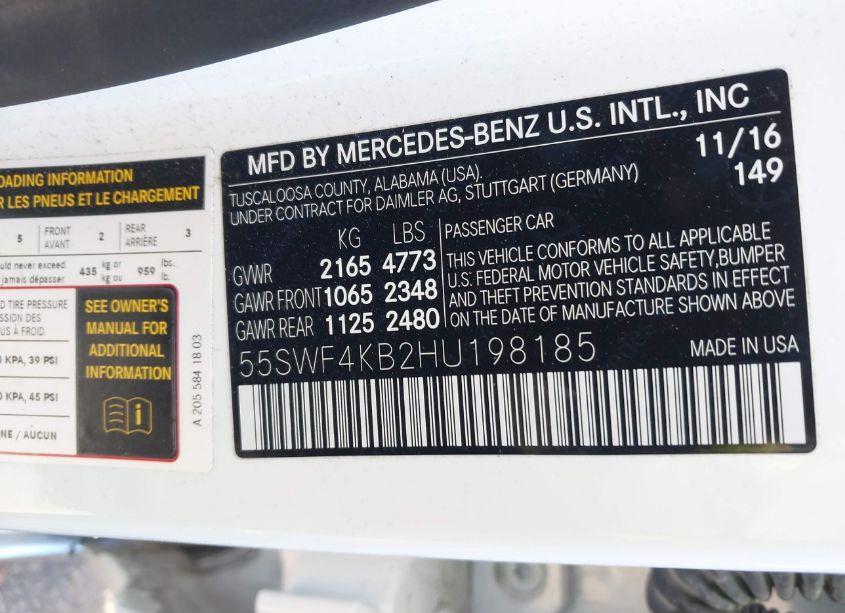 OADING INFORMATION
R LES PNEUS ET LE CHARGEMENT
5 FRONT AVANT 2 REAR ARRIÈRE 3
uld never exceed 435 kg or 959 lbs.
jamais dépasser kg ou lb.
D TIRE PRESSURE
SSION DES
US À FROID
0 KPA, 39 PSI
0 KPA, 45 PSI
NE / AUCUN
SEE OWNER'S
MANUAL FOR
ADDITIONAL
INFORMATION
i
A 205 584 18 03
MFD BY MERCEDES-BENZ U.S. INTL., INC
TUSCALOOSA COUNTY, ALABAMA (USA).
UNDER CONTRACT FOR DAIMLER AG, STUTTGART (GERMANY)
11/16
149
KG LBS
GVWR 2165 4773
GAWR FRONT 1065 2348
GAWR REAR 1125 2480
PASSENGER CAR
THIS VEHICLE CONFORMS TO ALL APPLICABLE
U.S. FEDERAL MOTOR VEHICLE SAFETY,BUMPER
AND THEFT PREVENTION STANDARDS IN EFFECT
ON THE DATE OF MANUFACTURE SHOWN ABOVE
55SWF4KB2HU198185
MADE IN USA